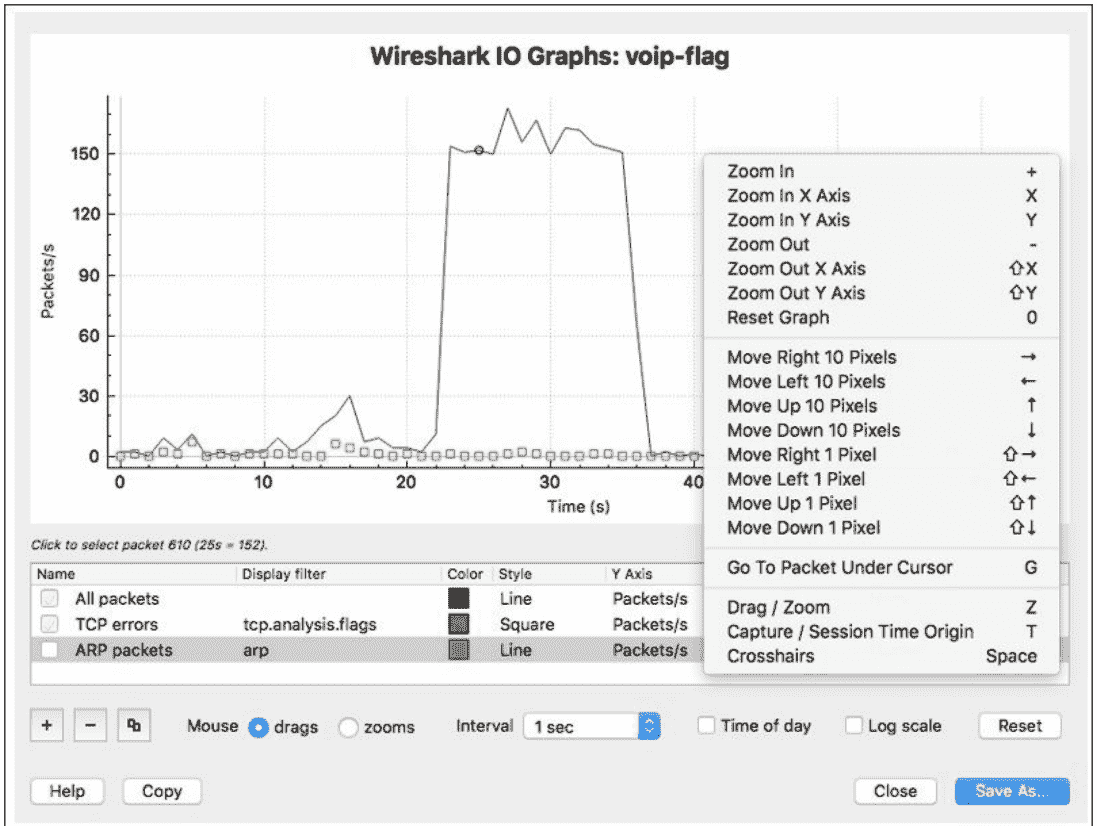 Wireshark IO Graphs: voip-flag
150
120
90
60
30
0
Packets/s
0 10 20 30 40
Time (s)
Zoom In +
Zoom In X Axis X
Zoom In Y Axis Y
Zoom Out -
Zoom Out X Axis ⇧X
Zoom Out Y Axis ⇧Y
Reset Graph 0
Move Right 10 Pixels →
Move Left 10 Pixels ←
Move Up 10 Pixels ↑
Move Down 10 Pixels ↓
Move Right 1 Pixel ⇧→
Move Left 1 Pixel ⇧←
Move Up 1 Pixel ⇧↑
Move Down 1 Pixel ⇧↓
Go To Packet Under Cursor G
Drag / Zoom Z
Capture / Session Time Origin T
Crosshairs Space
Click to select packet 610 (25s = 152).
Name Display filter Color Style Y Axis
All packets Line Packets/s
TCP errors tcp.analysis.flags Square Packets/s
ARP packets arp Line Packets/s
+ - Mouse drags zooms Interval 1 sec Time of day Log scale Reset
Help Copy Close Save As...